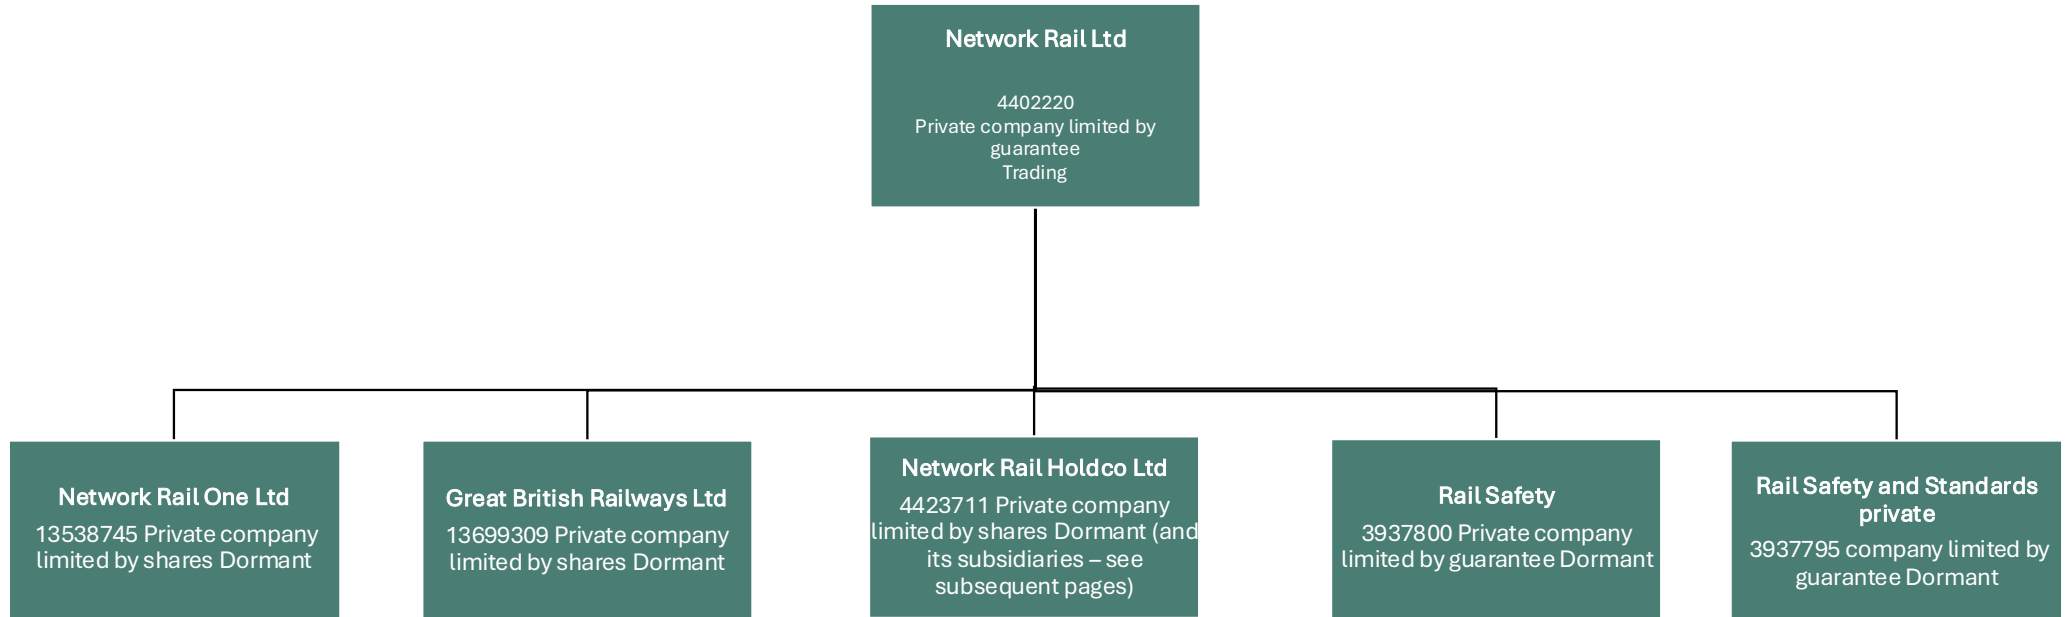 Network Rail Ltd
4402220
Private company limited by
guarantee
Trading
Network Rail One Ltd
13538745 Private company
limited by shares Dormant
Great British Railways Ltd
13699309 Private company
limited by shares Dormant
Network Rail Holdco Ltd
4423711 Private company
limited by shares Dormant (and
its subsidiaries – see
subsequent pages)
Rail Safety
3937800 Private company
limited by guarantee Dormant
Rail Safety and Standards
private
3937795 company limited by
guarantee Dormant